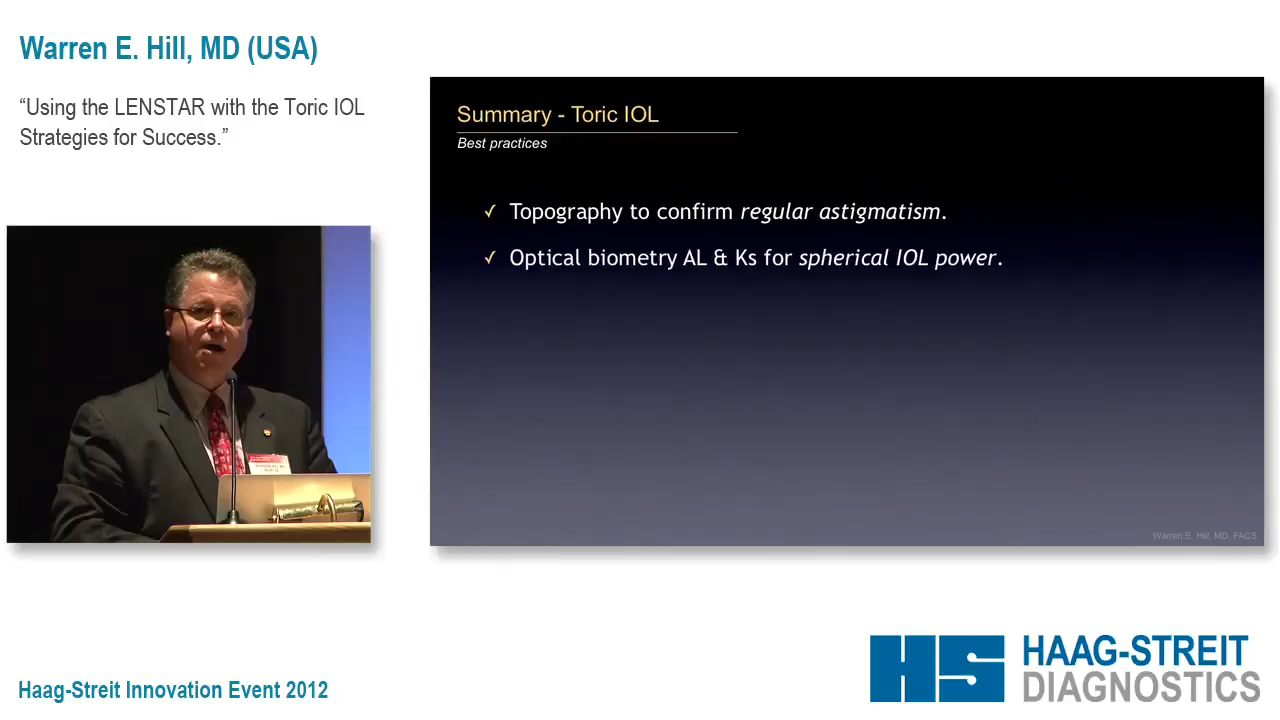 Warren E. Hill, MD (USA)
“Using the LENSTAR with the Toric IOL
Strategies for Success.”
Summary - Toric IOL
Best practices
✓ Topography to confirm regular astigmatism.
✓ Optical biometry AL & Ks for spherical IOL power.
Warren E. Hill, MD, FACS
HS HAAG-STREIT
DIAGNOSTICS
Haag-Streit Innovation Event 2012